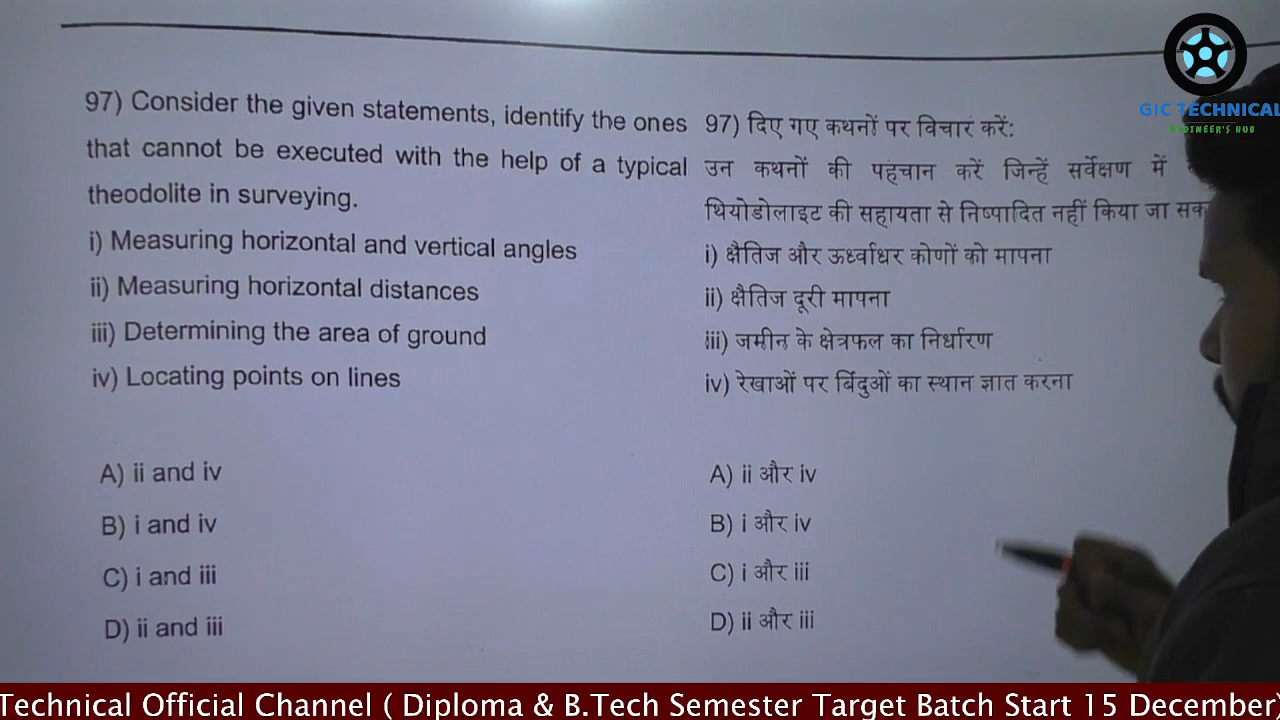 GIC TECHNICAL
ENGINEER'S HUB
97) Consider the given statements, identify the ones
that cannot be executed with the help of a typical
theodolite in surveying.
i) Measuring horizontal and vertical angles
ii) Measuring horizontal distances
iii) Determining the area of ground
iv) Locating points on lines
A) ii and iv
B) i and iv
C) i and iii
D) ii and iii
97) दिए गए कथनों पर विचार करें:
उन कथनों की पहचान करें जिन्हें सर्वेक्षण में
थियोडोलाइट की सहायता से निष्पादित नहीं किया जा
i) क्षैतिज और ऊर्ध्वाधर कोणों को मापना
ii) क्षैतिज दूरी मापना
iii) जमीन के क्षेत्रफल का निर्धारण
iv) रेखाओं पर बिंदुओं का स्थान ज्ञात करना
A) ii और iv
B) i और iv
C) i और iii
D) ii और iii
Technical Official Channel ( Diploma & B.Tech Semester Target Batch Start 15 December)